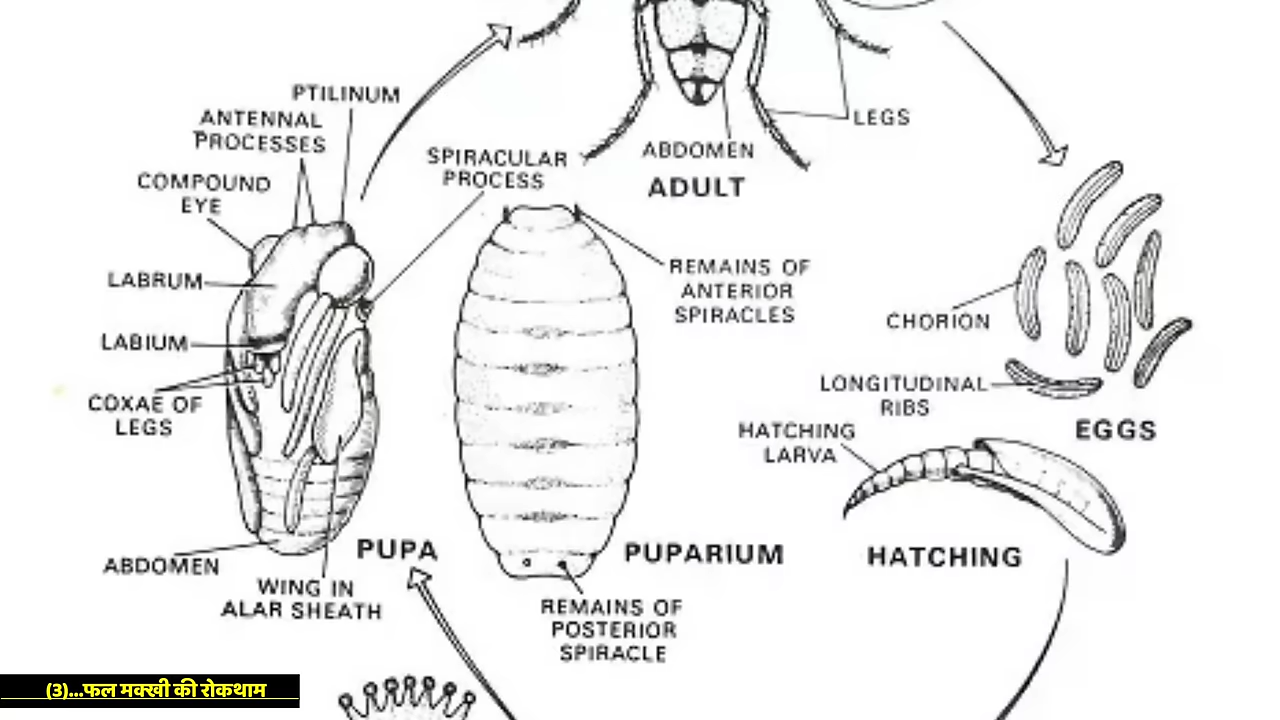 PTILINUM
ANTENNAL
PROCESSES
COMPOUND
EYE
LABRUM
LABIUM
COXAE OF
LEGS
ABDOMEN
WING IN
ALAR SHEATH
PUPA
SPIRACULAR
PROCESS
ABDOMEN
ADULT
LEGS
REMAINS OF
ANTERIOR
SPIRACLES
PUPARIUM
REMAINS OF
POSTERIOR
SPIRACLE
CHORION
LONGITUDINAL
RIBS
EGGS
HATCHING
LARVA
HATCHING
(3)...फल मक्खी की रोकथाम